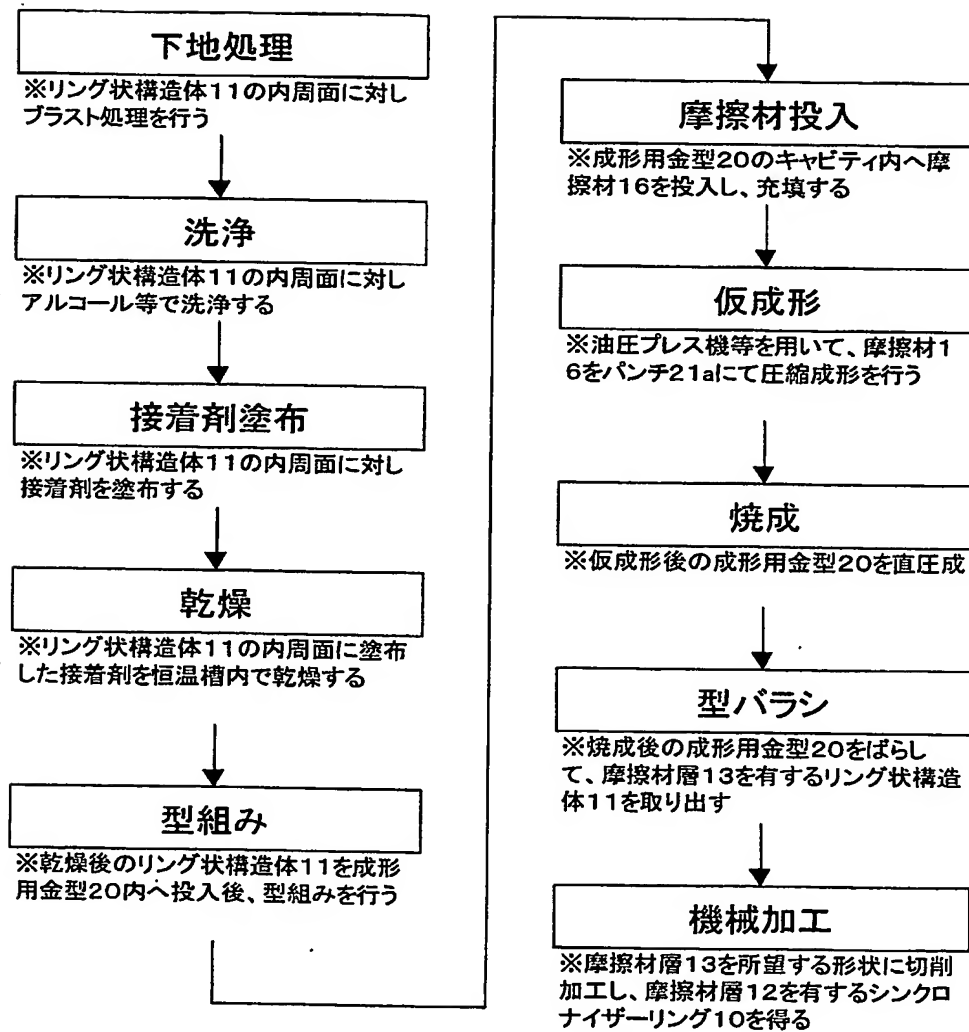 下地処理
※リング状構造体11の内周面に対し
ブラスト処理を行う
洗浄
※リング状構造体11の内周面に対し
アルコール等で洗浄する
接着剤塗布
※リング状構造体11の内周面に対し
接着剤を塗布する
乾燥
※リング状構造体11の内周面に塗布
した接着剤を恒温槽内で乾燥する
型組み
※乾燥後のリング状構造体11を成形
用金型20内へ投入後、型組みを行う
摩擦材投入
※成形用金型20のキャビティ内へ摩
擦材16を投入し、充填する
仮成形
※油圧プレス機等を用いて、摩擦材1
6をパンチ21aにて圧縮成形を行う
焼成
※仮成形後の成形用金型20を直圧成
型バラシ
※焼成後の成形用金型20をばらし
て、摩擦材層13を有するリング状構造
体11を取り出す
機械加工
※摩擦材層13を所望する形状に切削
加工し、摩擦材層12を有するシンクロ
ナイザーリング10を得る